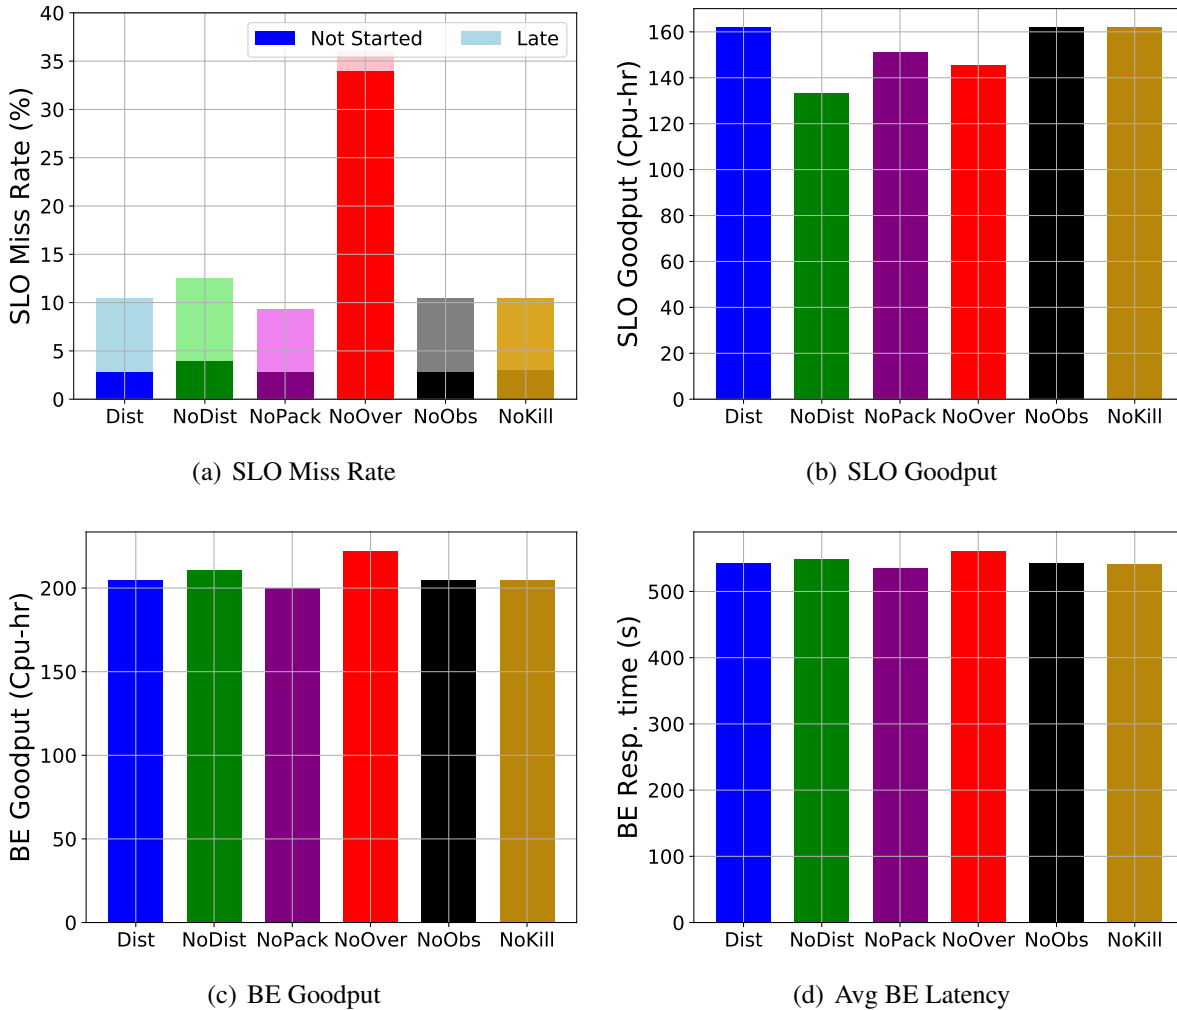 40
35
30
25
20
15
10
5
0
SLO Miss Rate (%)
Not Started
Late
Dist NoDist NoPack NoOver NoObs NoKill
(a) SLO Miss Rate
160
140
120
100
80
60
40
20
0
SLO Goodput (Cpu-hr)
Dist NoDist NoPack NoOver NoObs NoKill
(b) SLO Goodput
200
150
100
50
0
BE Goodput (Cpu-hr)
Dist NoDist NoPack NoOver NoObs NoKill
(c) BE Goodput
500
400
300
200
100
0
BE Resp. time (s)
Dist NoDist NoPack NoOver NoObs NoKill
(d) Avg BE Latency